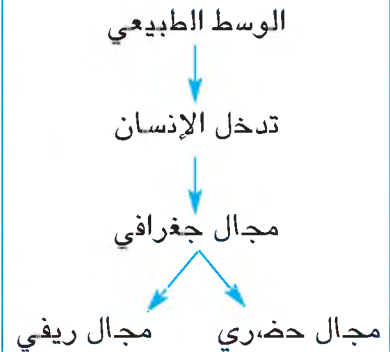 الوسط الطبيعي
تدخل الإنسان
مجال جغرافي
مجال حضري مجال ريفي